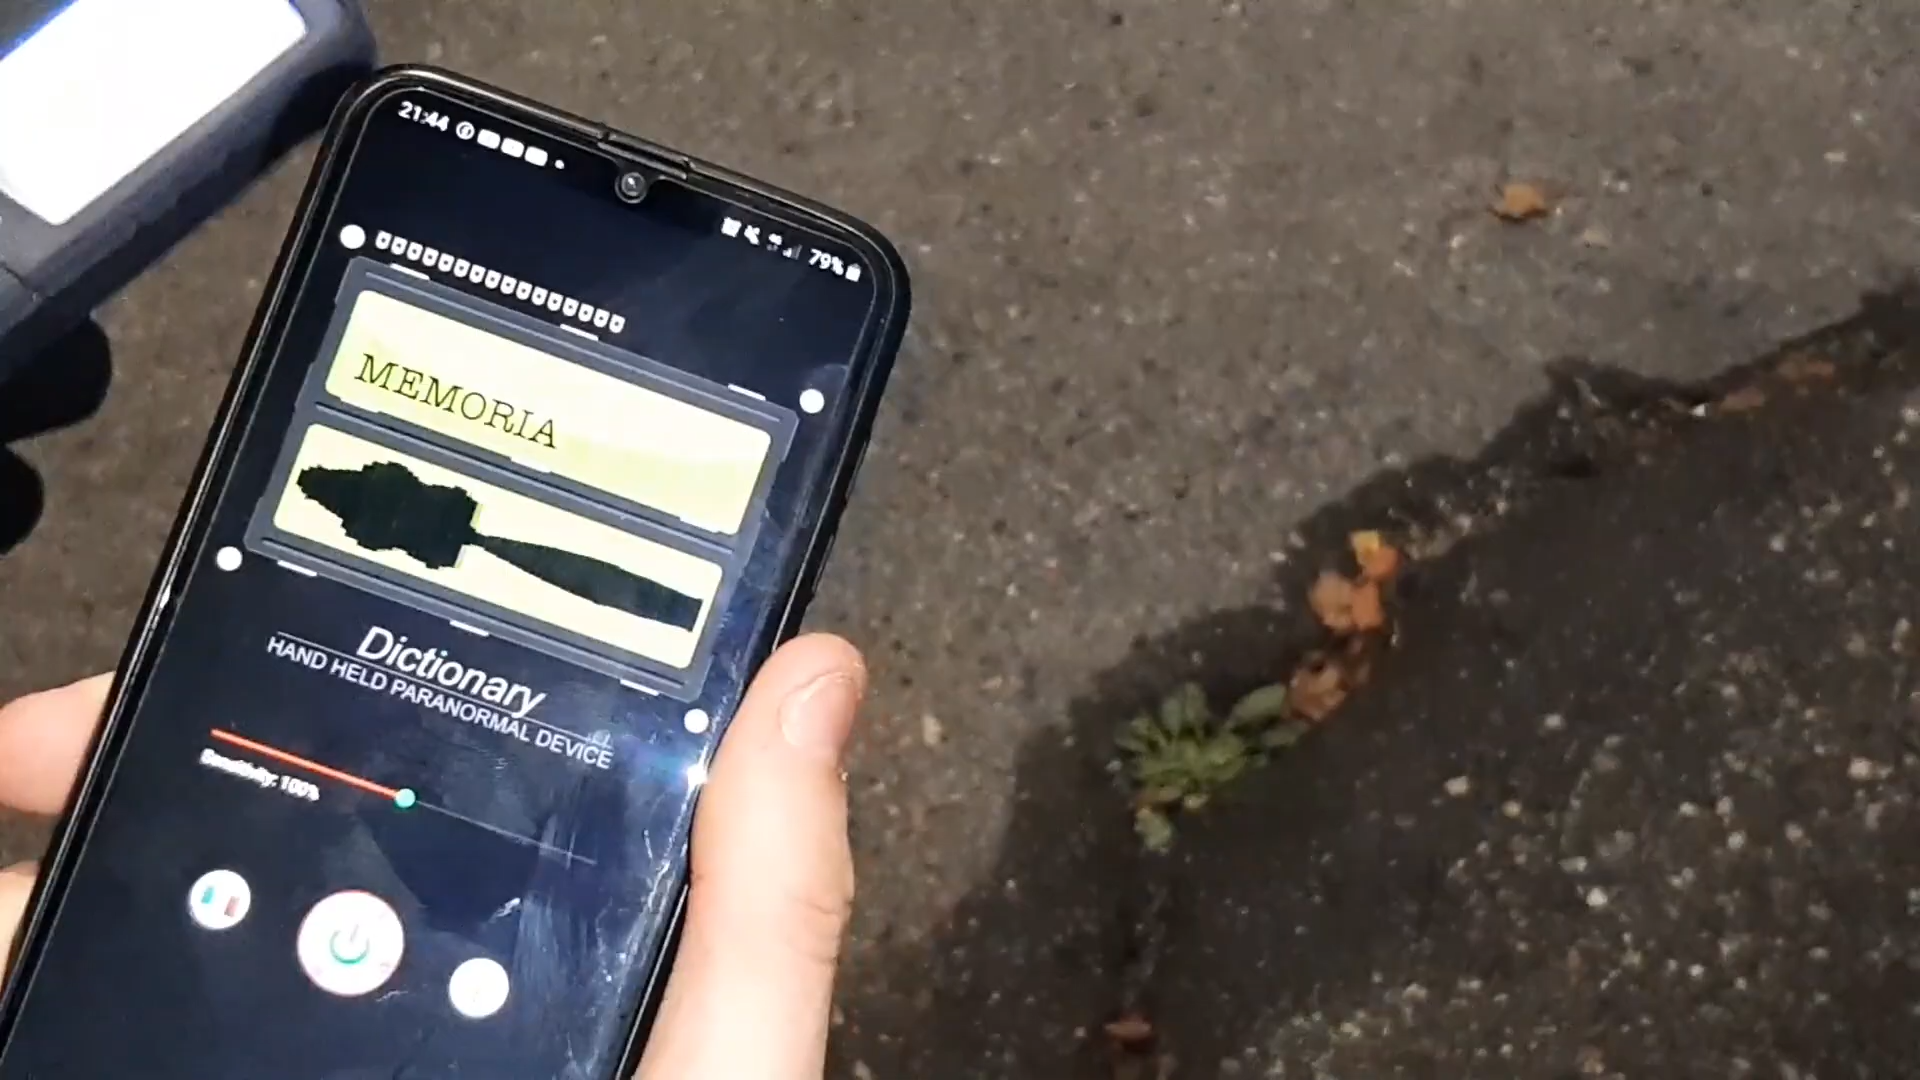 21:44
79%
MEMORIA
Dictionary
HAND HELD PARANORMAL DEVICE
Sensitivity: 100%